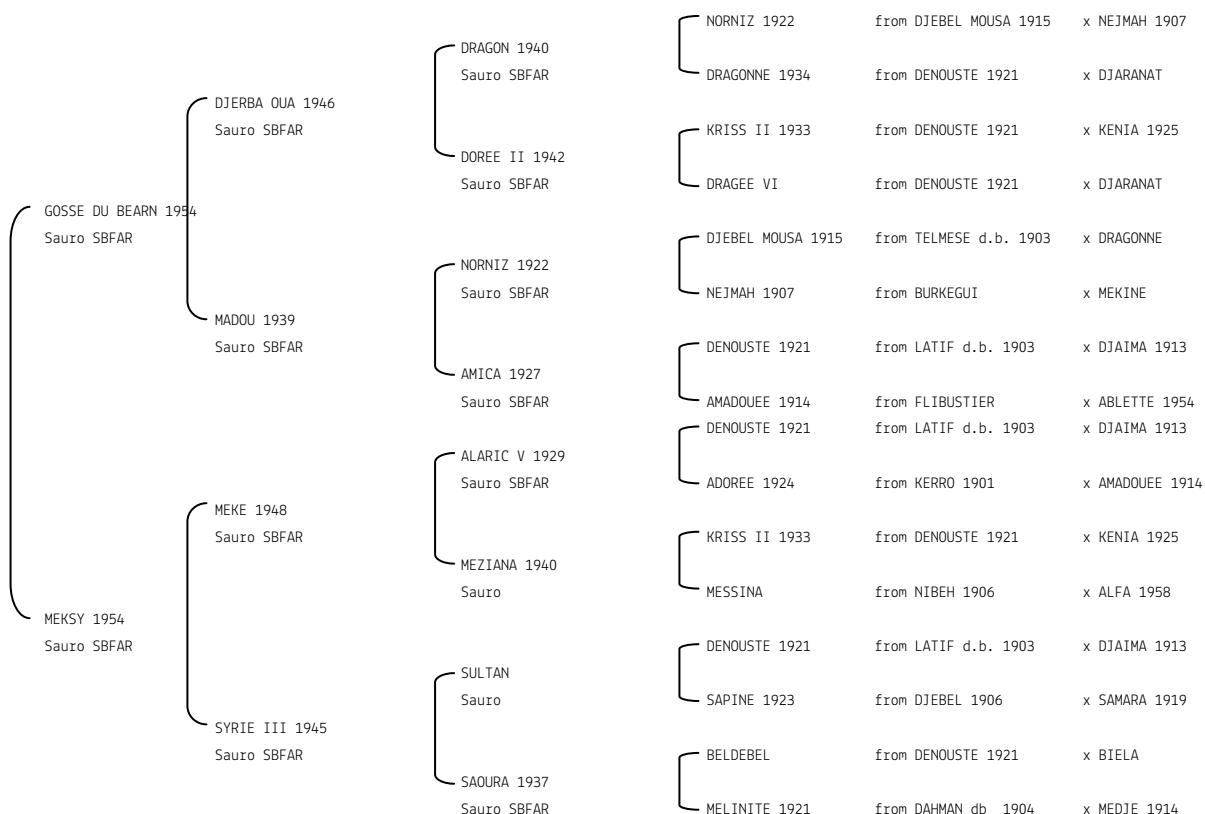 NORNIZ 1922 from DJEBEL MOUSA 1915 x NEJMAH 1907
DRAGON 1940
Sauro SBFAR DRAGONNE 1934 from DENOUSTE 1921 x DJARANAT
DJERBA OUA 1946
Sauro SBFAR KRISS II 1933 from DENOUSTE 1921 x KENIA 1925
DOREE II 1942
Sauro SBFAR DRAGEE VI from DENOUSTE 1921 x DJARANAT
GOSSE DU BEARN 1954
Sauro SBFAR DJEBEL MOUSA 1915 from TELMESE d.b. 1903 x DRAGONNE
NORNIZ 1922
Sauro SBFAR NEJMAH 1907 from BURKEGUI x MEKINE
MADOU 1939
Sauro SBFAR DENOUSTE 1921 from LATIF d.b. 1903 x DJAIMA 1913
AMICA 1927
Sauro SBFAR AMADOUEE 1914 from FLIBUSTIER x ABLETTE 1954
DENOUSTE 1921 from LATIF d.b. 1903 x DJAIMA 1913
ALARIC V 1929
Sauro SBFAR ADOREE 1924 from KERRO 1901 x AMADOUEE 1914
MEKE 1948
Sauro SBFAR KRISS II 1933 from DENOUSTE 1921 x KENIA 1925
MEZIANA 1940
Sauro MESSINA from NIBEH 1906 x ALFA 1958
MEKSY 1954
Sauro SBFAR DENOUSTE 1921 from LATIF d.b. 1903 x DJAIMA 1913
SULTAN
Sauro SAPINE 1923 from DJEBEL 1906 x SAMARA 1919
SYRIE III 1945
Sauro SBFAR BELDEBEL from DENOUSTE 1921 x BIELA
SAOURA 1937
Sauro SBFAR MELINITE 1921 from DAHMAN db 1904 x MEDJE 1914